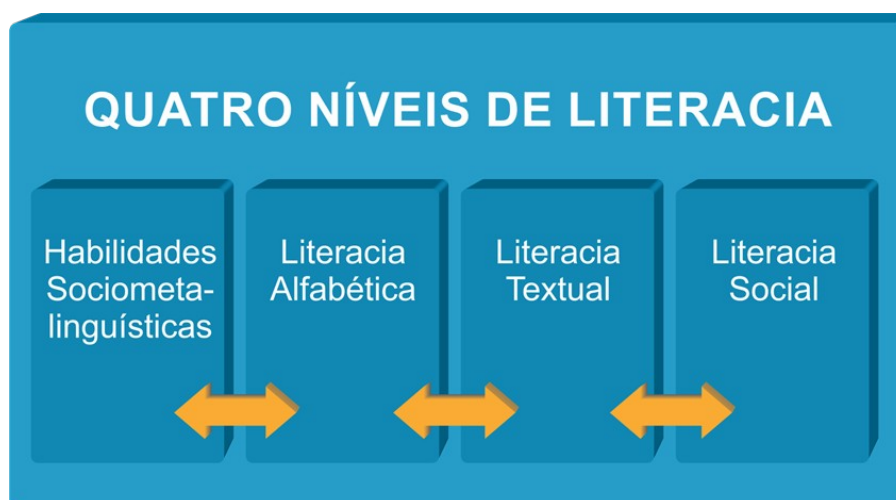 QUATRO NÍVEIS DE LITERACIA
Habilidades
Sociometa-
linguísticas
Literacia
Alfabética
Literacia
Textual
Literacia
Social